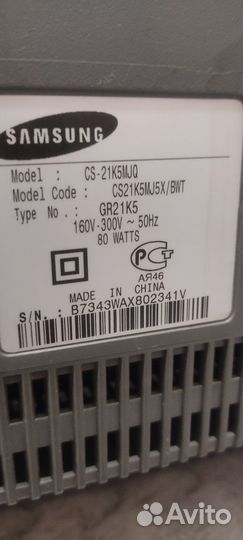 SAMSUNG
Model : CS-21K5MJQ
Model Code : CS21K5MJ5X/BWT
Type No. : GR21K5
160V-300V ~ 50Hz
80 WATTS
РСТ
АЯ46
MADE IN CHINA
S/N.: B7343WAX802341V
Avito